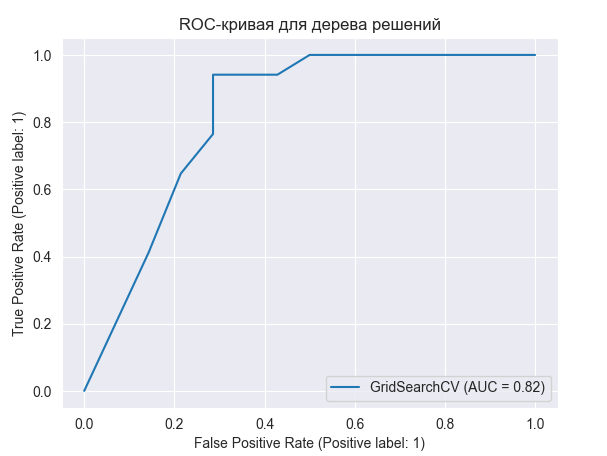 ROC-кривая для дерева решений
True Positive Rate (Positive label: 1)
1.0
0.8
0.6
0.4
0.2
0.0
GridSearchCV (AUC = 0.82)
0.0 0.2 0.4 0.6 0.8 1.0
False Positive Rate (Positive label: 1)